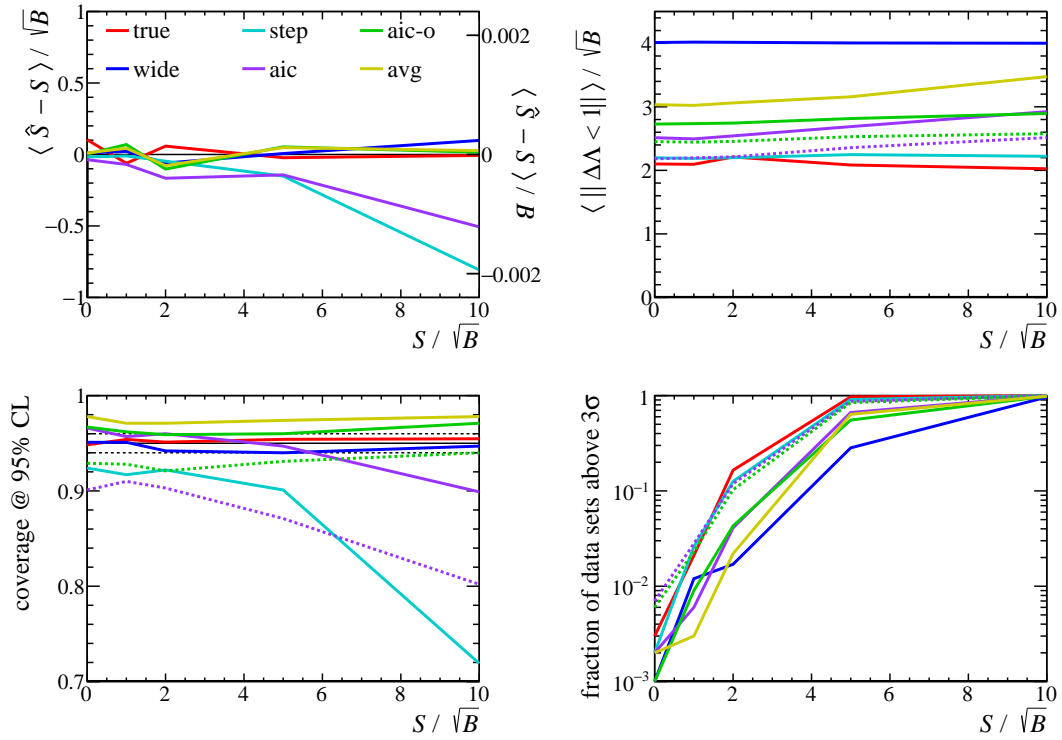 ⟨ Ŝ − S ⟩ / √B
1
0.5
0
−0.5
−1
true step aic-o
wide aic avg
0.002
0
−0.002
⟨ Ŝ − S ⟩ / B
0 2 4 6 8 10
S / √B
⟨ || ΔΛ < 1|| ⟩ / √B
4
3
2
1
0
0 2 4 6 8 10
S / √B
coverage @ 95% CL
1
0.9
0.8
0.7
0 2 4 6 8 10
S / √B
fraction of data sets above 3σ
1
10⁻¹
10⁻²
10⁻³
0 2 4 6 8 10
S / √B